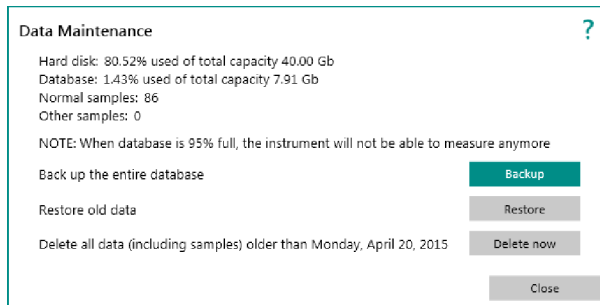 Data Maintenance
?
Hard disk: 80.52% used of total capacity 40.00 Gb
Database: 1.43% used of total capacity 7.91 Gb
Normal samples: 86
Other samples: 0
NOTE: When database is 95% full, the instrument will not be able to measure anymore
Back up the entire database
Backup
Restore old data
Restore
Delete all data (including samples) older than Monday, April 20, 2015
Delete now
Close